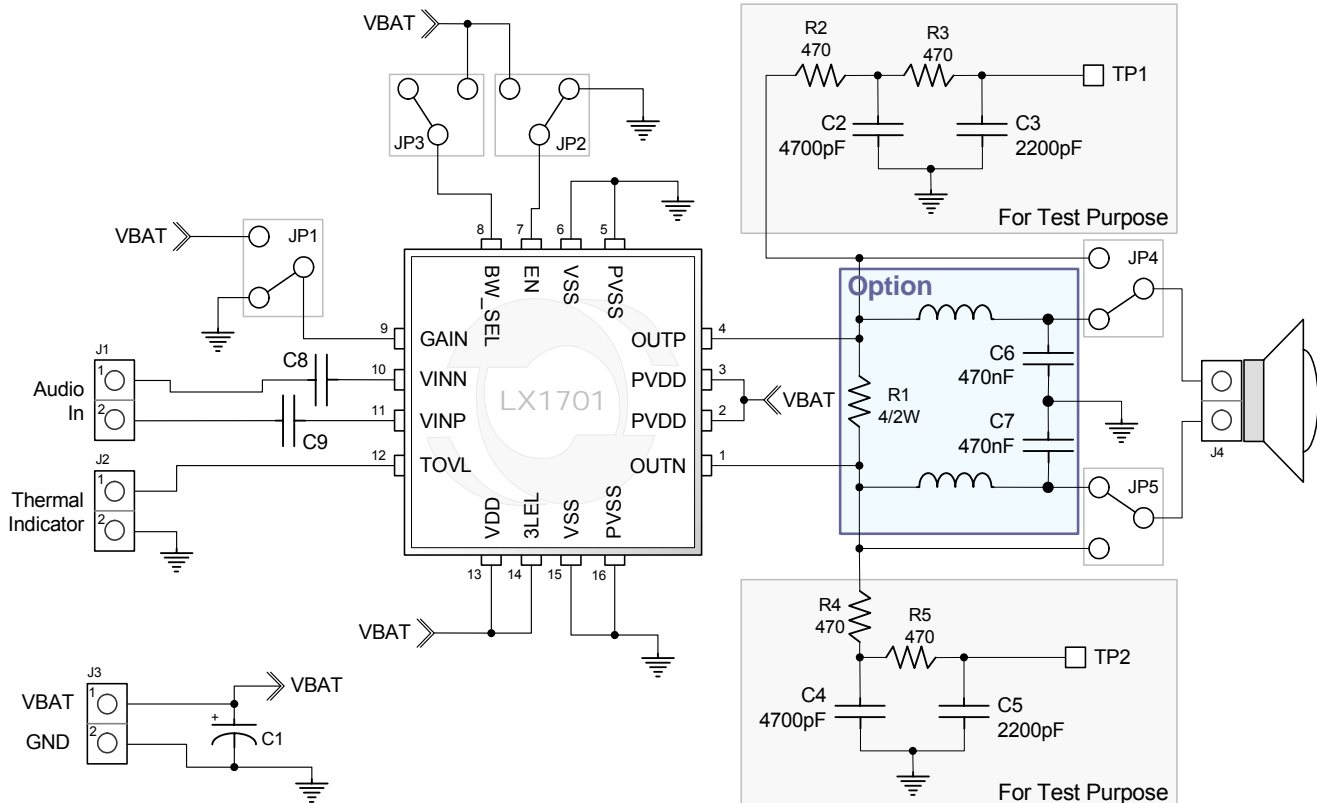 VBAT
JP3
JP2
R2
470
R3
470
TP1
C2
4700pF
C3
2200pF
For Test Purpose
VBAT
JP1
8
7
6
5
BW_SEL
EN
VSS
PVSS
9
GAIN
10
VINN
11
VINP
12
TOVL
LX1701
OUTP
4
PVDD
3
PVDD
2
OUTN
1
VBAT
VDD
3LEL
VSS
PVSS
13
14
15
16
VBAT
J1
1
2
Audio
In
C8
C9
J2
1
2
Thermal
Indicator
Option
R1
4/2W
C6
470nF
C7
470nF
JP4
JP5
J4
J3
VBAT
1
GND
2
VBAT
+
C1
R4
470
R5
470
TP2
C4
4700pF
C5
2200pF
For Test Purpose